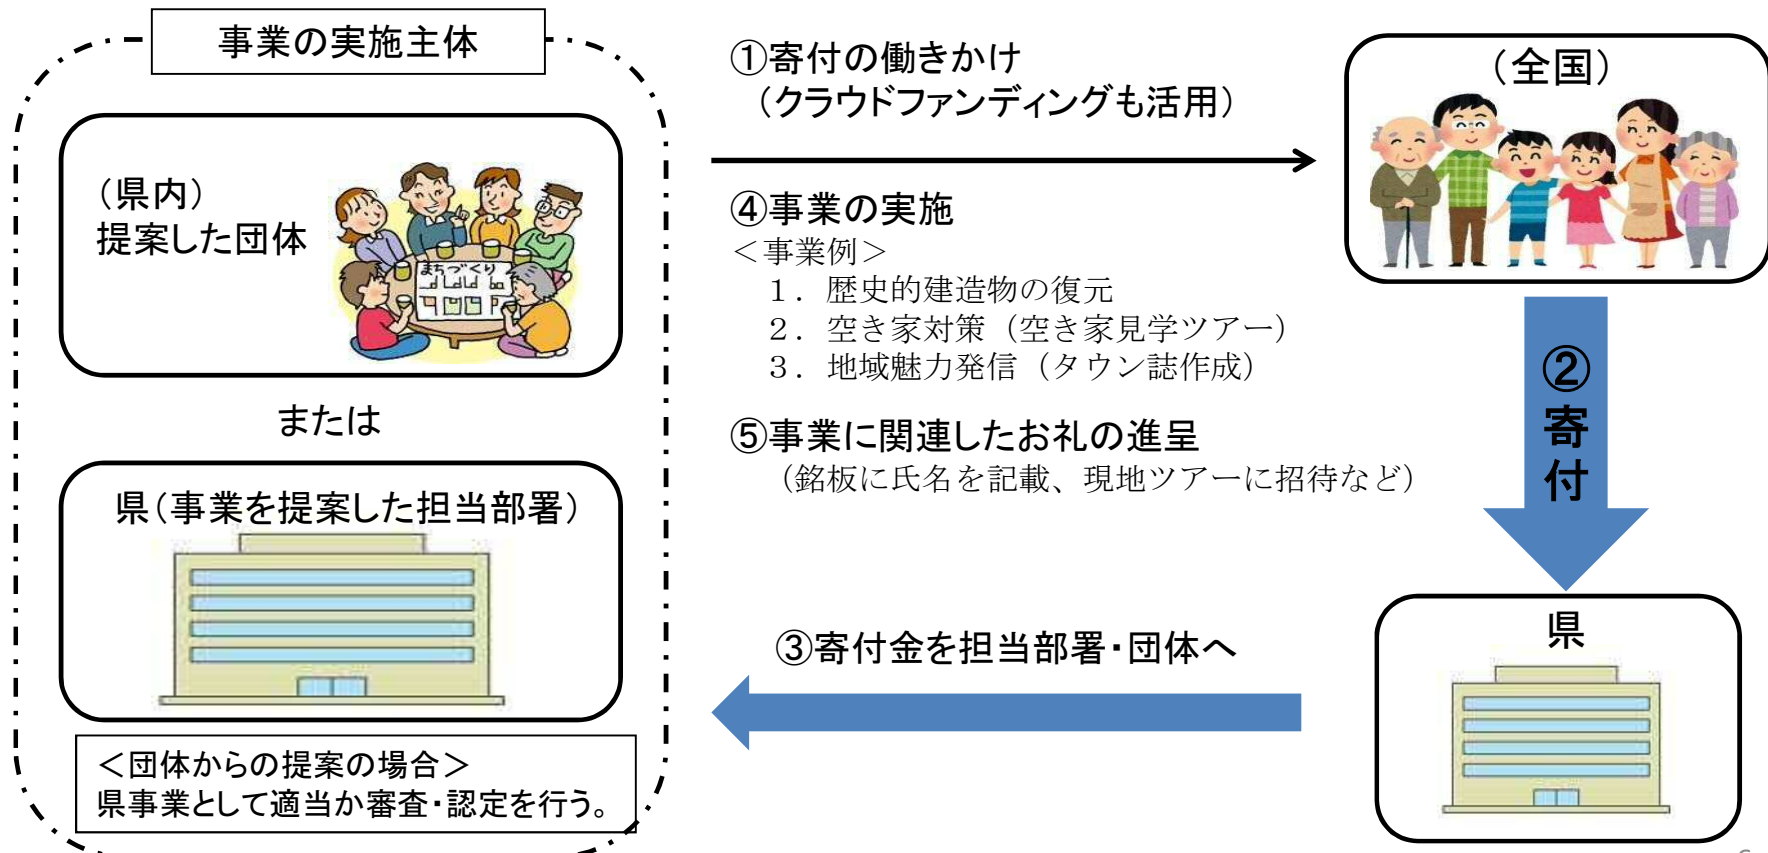 事業の実施主体
(県内)
提案した団体
まちづくり
または
県(事業を提案した担当部署)
<団体からの提案の場合>
県事業として適当か審査・認定を行う。
①寄付の働きかけ
(クラウドファンディングも活用)
④事業の実施
<事業例>
1.歴史的建造物の復元
2.空き家対策(空き家見学ツアー)
3.地域魅力発信(タウン誌作成)
⑤事業に関連したお礼の進呈
(銘板に氏名を記載、現地ツアーに招待など)
③寄付金を担当部署・団体へ
(全国)
②寄付
県